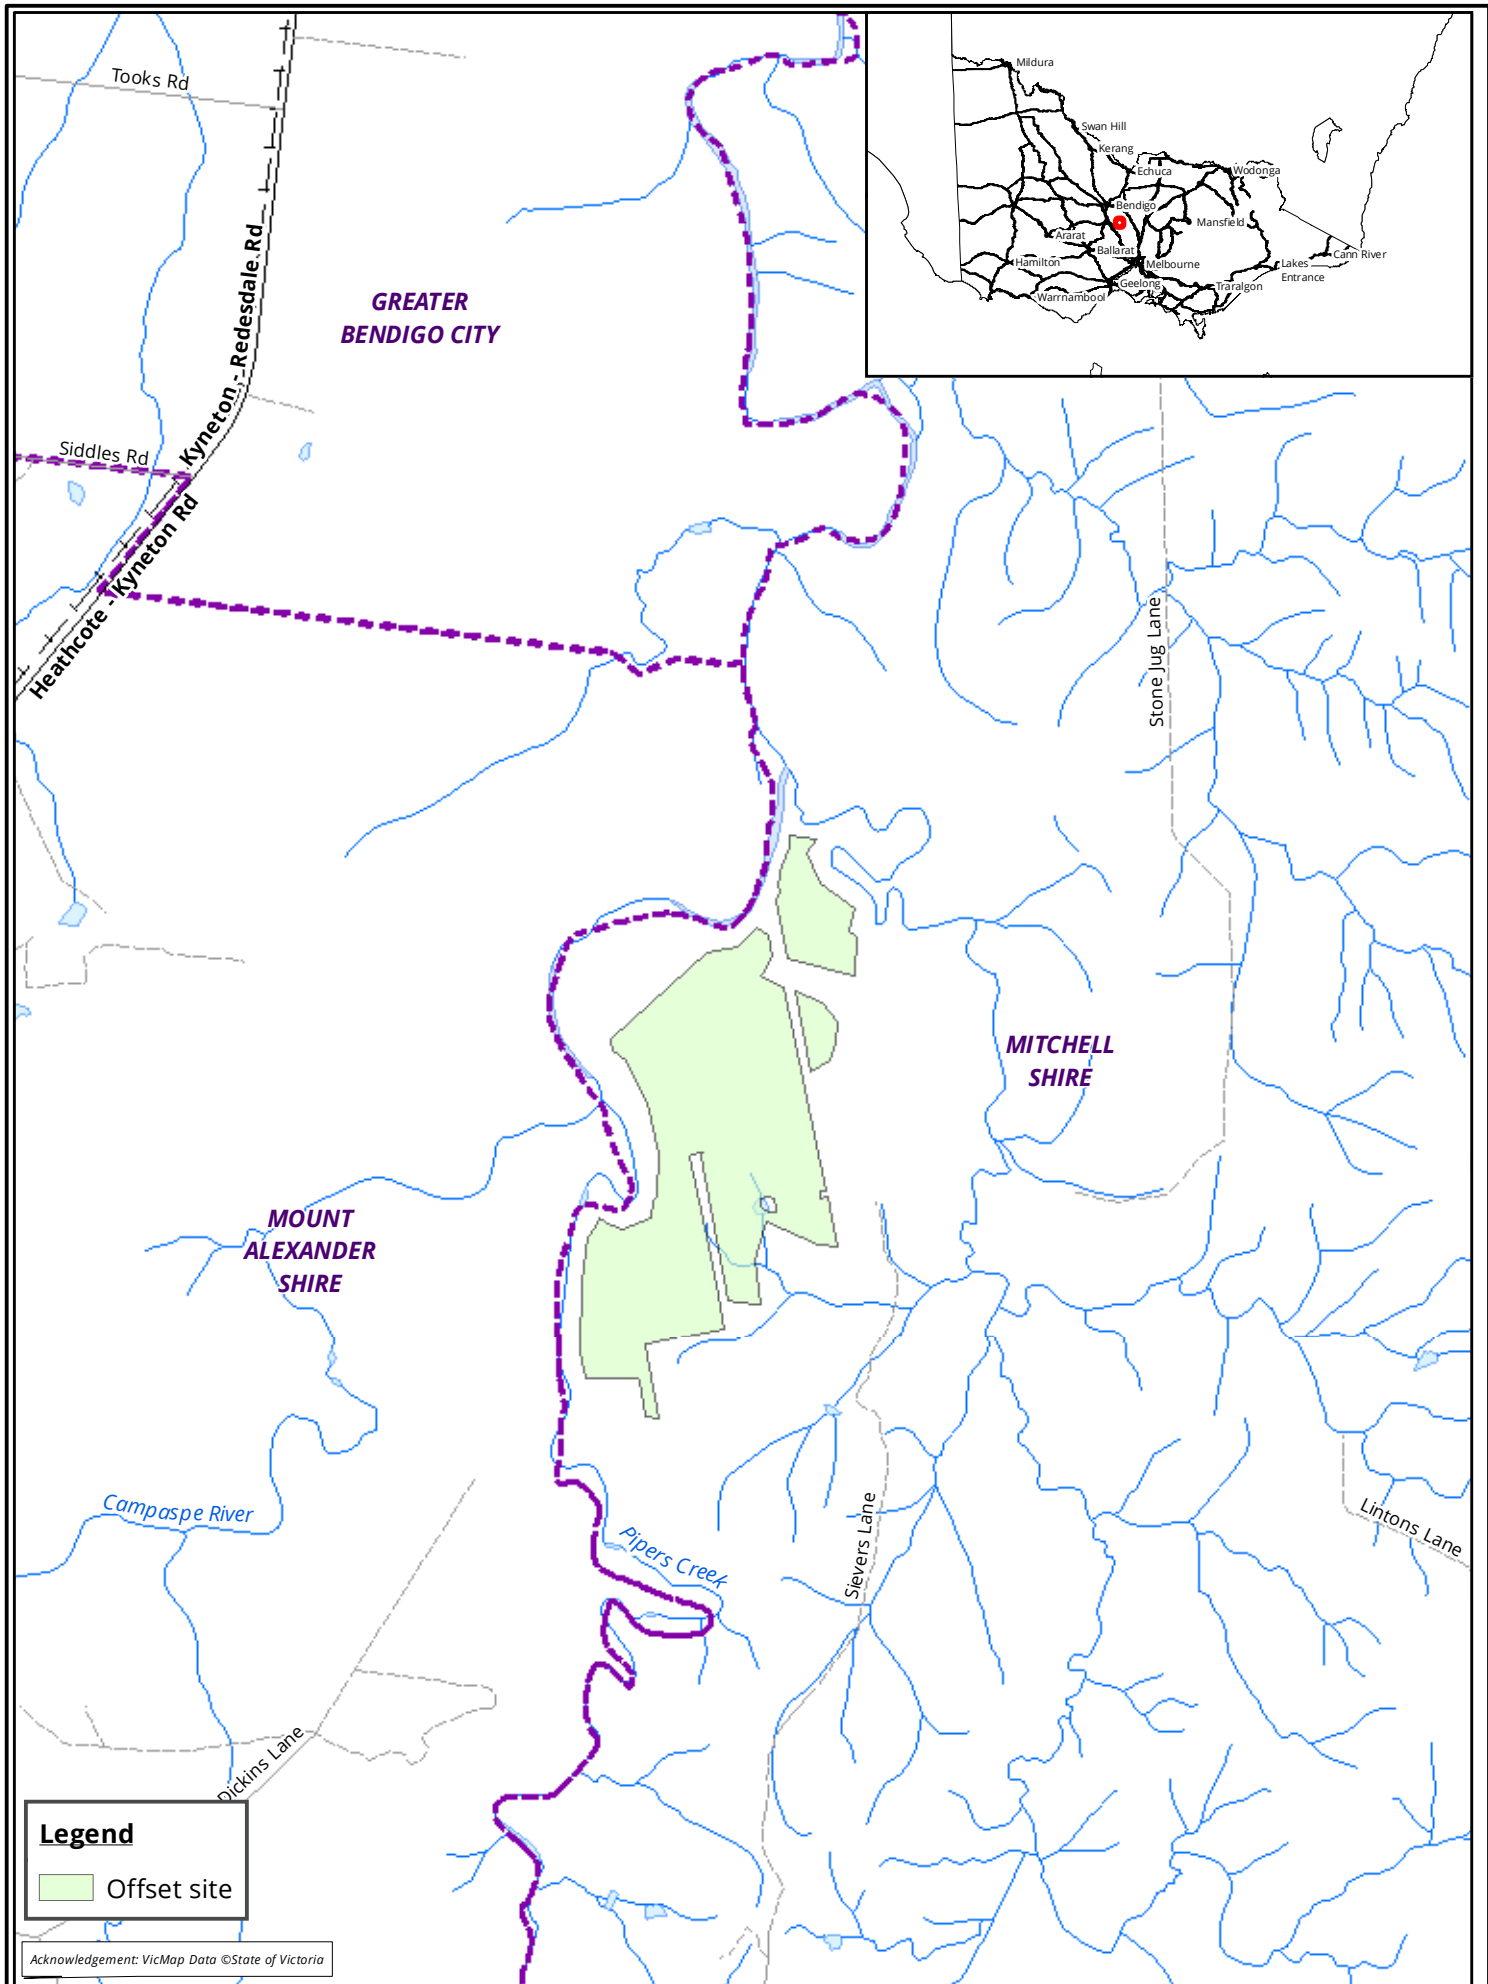 Tooks Rd
Mildura
Swan Hill
Kerang
Echuca
Wodonga
Bendigo
Mansfield
Ararat
Ballarat
Hamilton
Melbourne
Cann River
Lakes
Entrance
Geelong
Traralgon
Warrnambool
Kyneton - Redesdale Rd
GREATER
BENDIGO CITY
Siddles Rd
Heathcote - Kyneton Rd
Stone Jug Lane
MITCHELL
SHIRE
MOUNT
ALEXANDER
SHIRE
Campaspe River
Pipers Creek
Sievers Lane
Lintons Lane
Dickins Lane
Legend
Offset site
Acknowledgement: VicMap Data ©State of Victoria